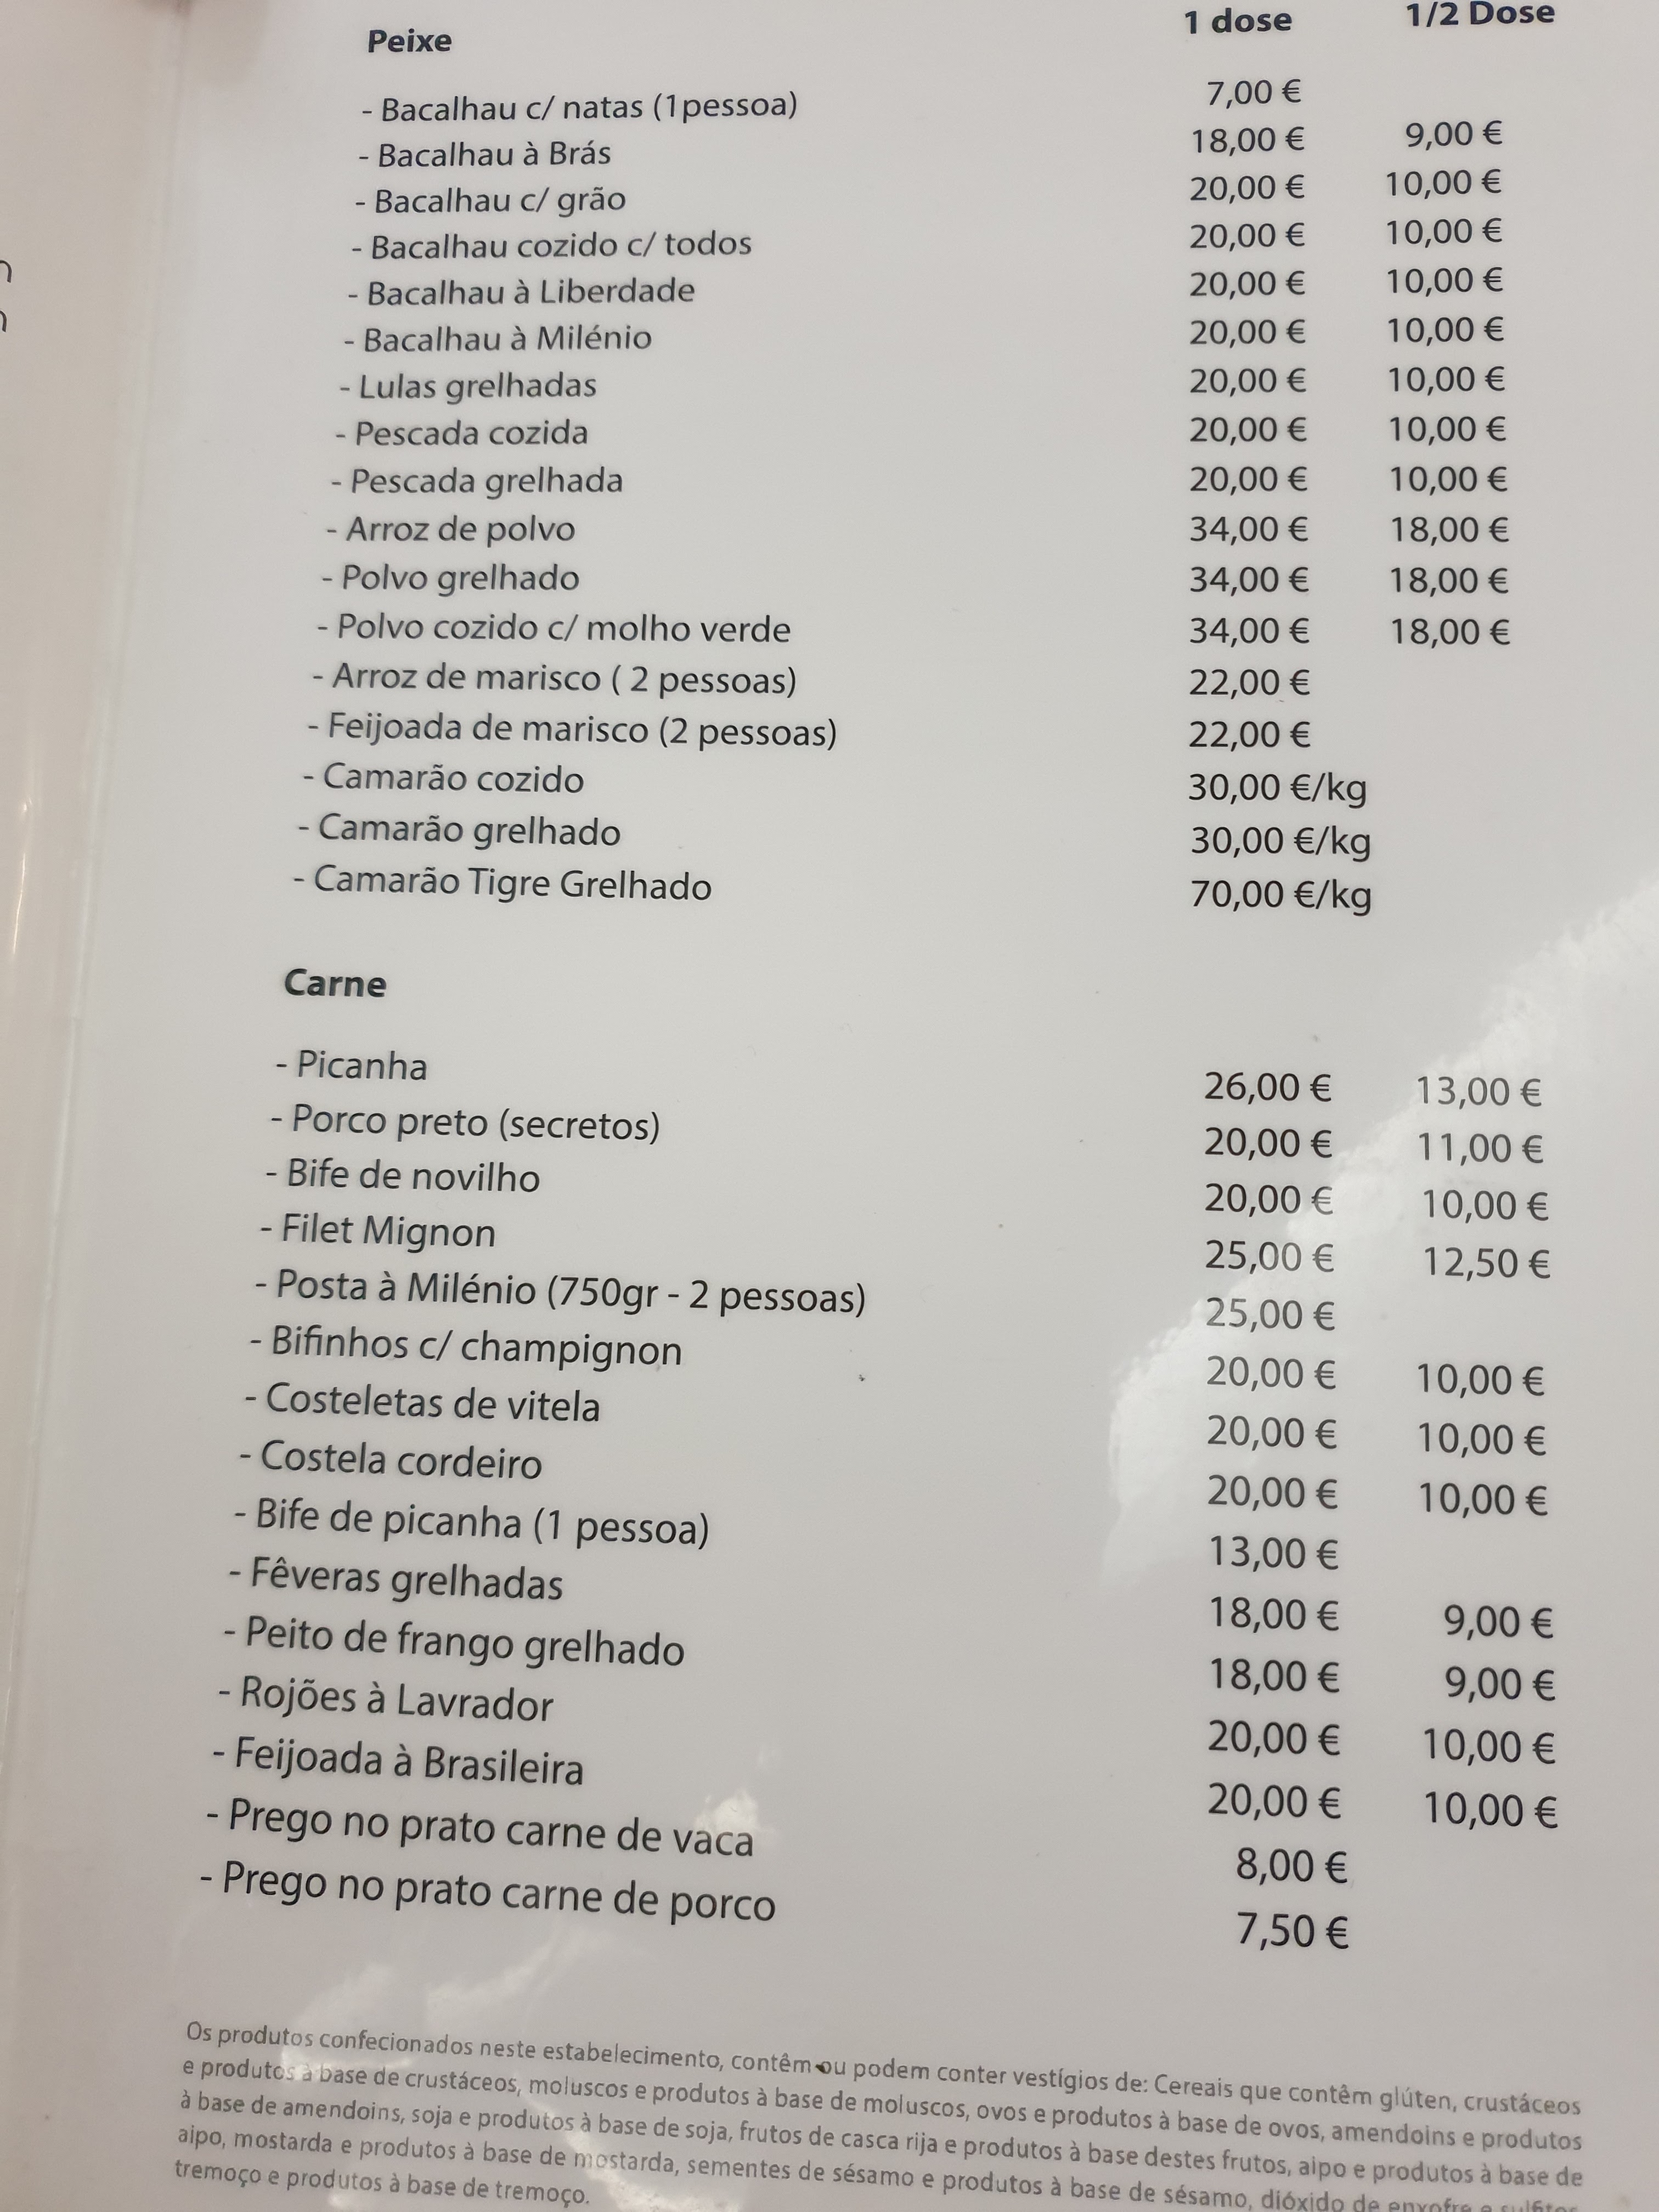 Peixe 1 dose 1/2 Dose
- Bacalhau c/ natas (1pessoa) 7,00 €
- Bacalhau à Brás 18,00 € 9,00 €
- Bacalhau c/ grão 20,00 € 10,00 €
- Bacalhau cozido c/ todos 20,00 € 10,00 €
- Bacalhau à Liberdade 20,00 € 10,00 €
- Bacalhau à Milénio 20,00 € 10,00 €
- Lulas grelhadas 20,00 € 10,00 €
- Pescada cozida 20,00 € 10,00 €
- Pescada grelhada 20,00 € 10,00 €
- Arroz de polvo 34,00 € 18,00 €
- Polvo grelhado 34,00 € 18,00 €
- Polvo cozido c/ molho verde 34,00 € 18,00 €
- Arroz de marisco ( 2 pessoas) 22,00 €
- Feijoada de marisco (2 pessoas) 22,00 €
- Camarão cozido 30,00 €/kg
- Camarão grelhado 30,00 €/kg
- Camarão Tigre Grelhado 70,00 €/kg
Carne
- Picanha 26,00 € 13,00 €
- Porco preto (secretos) 20,00 € 11,00 €
- Bife de novilho 20,00 € 10,00 €
- Filet Mignon 25,00 € 12,50 €
- Posta à Milénio (750gr - 2 pessoas) 25,00 €
- Bifinhos c/ champignon 20,00 € 10,00 €
- Costeletas de vitela 20,00 € 10,00 €
- Costela cordeiro 20,00 € 10,00 €
- Bife de picanha (1 pessoa) 13,00 €
- Fêveras grelhadas 18,00 € 9,00 €
- Peito de frango grelhado 18,00 € 9,00 €
- Rojões à Lavrador 20,00 € 10,00 €
- Feijoada à Brasileira 20,00 € 10,00 €
- Prego no prato carne de vaca 8,00 €
- Prego no prato carne de porco 7,50 €
Os produtos confecionados neste estabelecimento, contêm ou podem conter vestígios de: Cereais que contêm glúten, crustáceos
e produtos à base de crustáceos, moluscos e produtos à base de moluscos, ovos e produtos à base de ovos, amendoins e produtos
à base de amendoins, soja e produtos à base de soja, frutos de casca rija e produtos à base destes frutos, aipo e produtos à base de
aipo, mostarda e produtos à base de mostarda, sementes de sésamo e produtos à base de sésamo, dióxido de enxofre e sulfitos,
tremoço e produtos à base de tremoço.